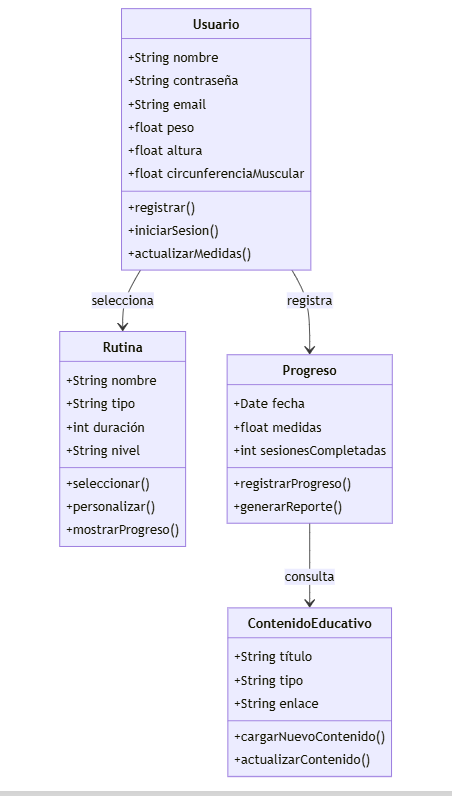 Usuario
+String nombre
+String contraseña
+String email
+float peso
+float altura
+float circunferenciaMuscular
+registrar()
+iniciarSesion()
+actualizarMedidas()
selecciona
registra
Rutina
+String nombre
+String tipo
+int duración
+String nivel
+seleccionar()
+personalizar()
+mostrarProgreso()
Progreso
+Date fecha
+float medidas
+int sesionesCompletadas
+registrarProgreso()
+generarReporte()
consulta
ContenidoEducativo
+String título
+String tipo
+String enlace
+cargarNuevoContenido()
+actualizarContenido()